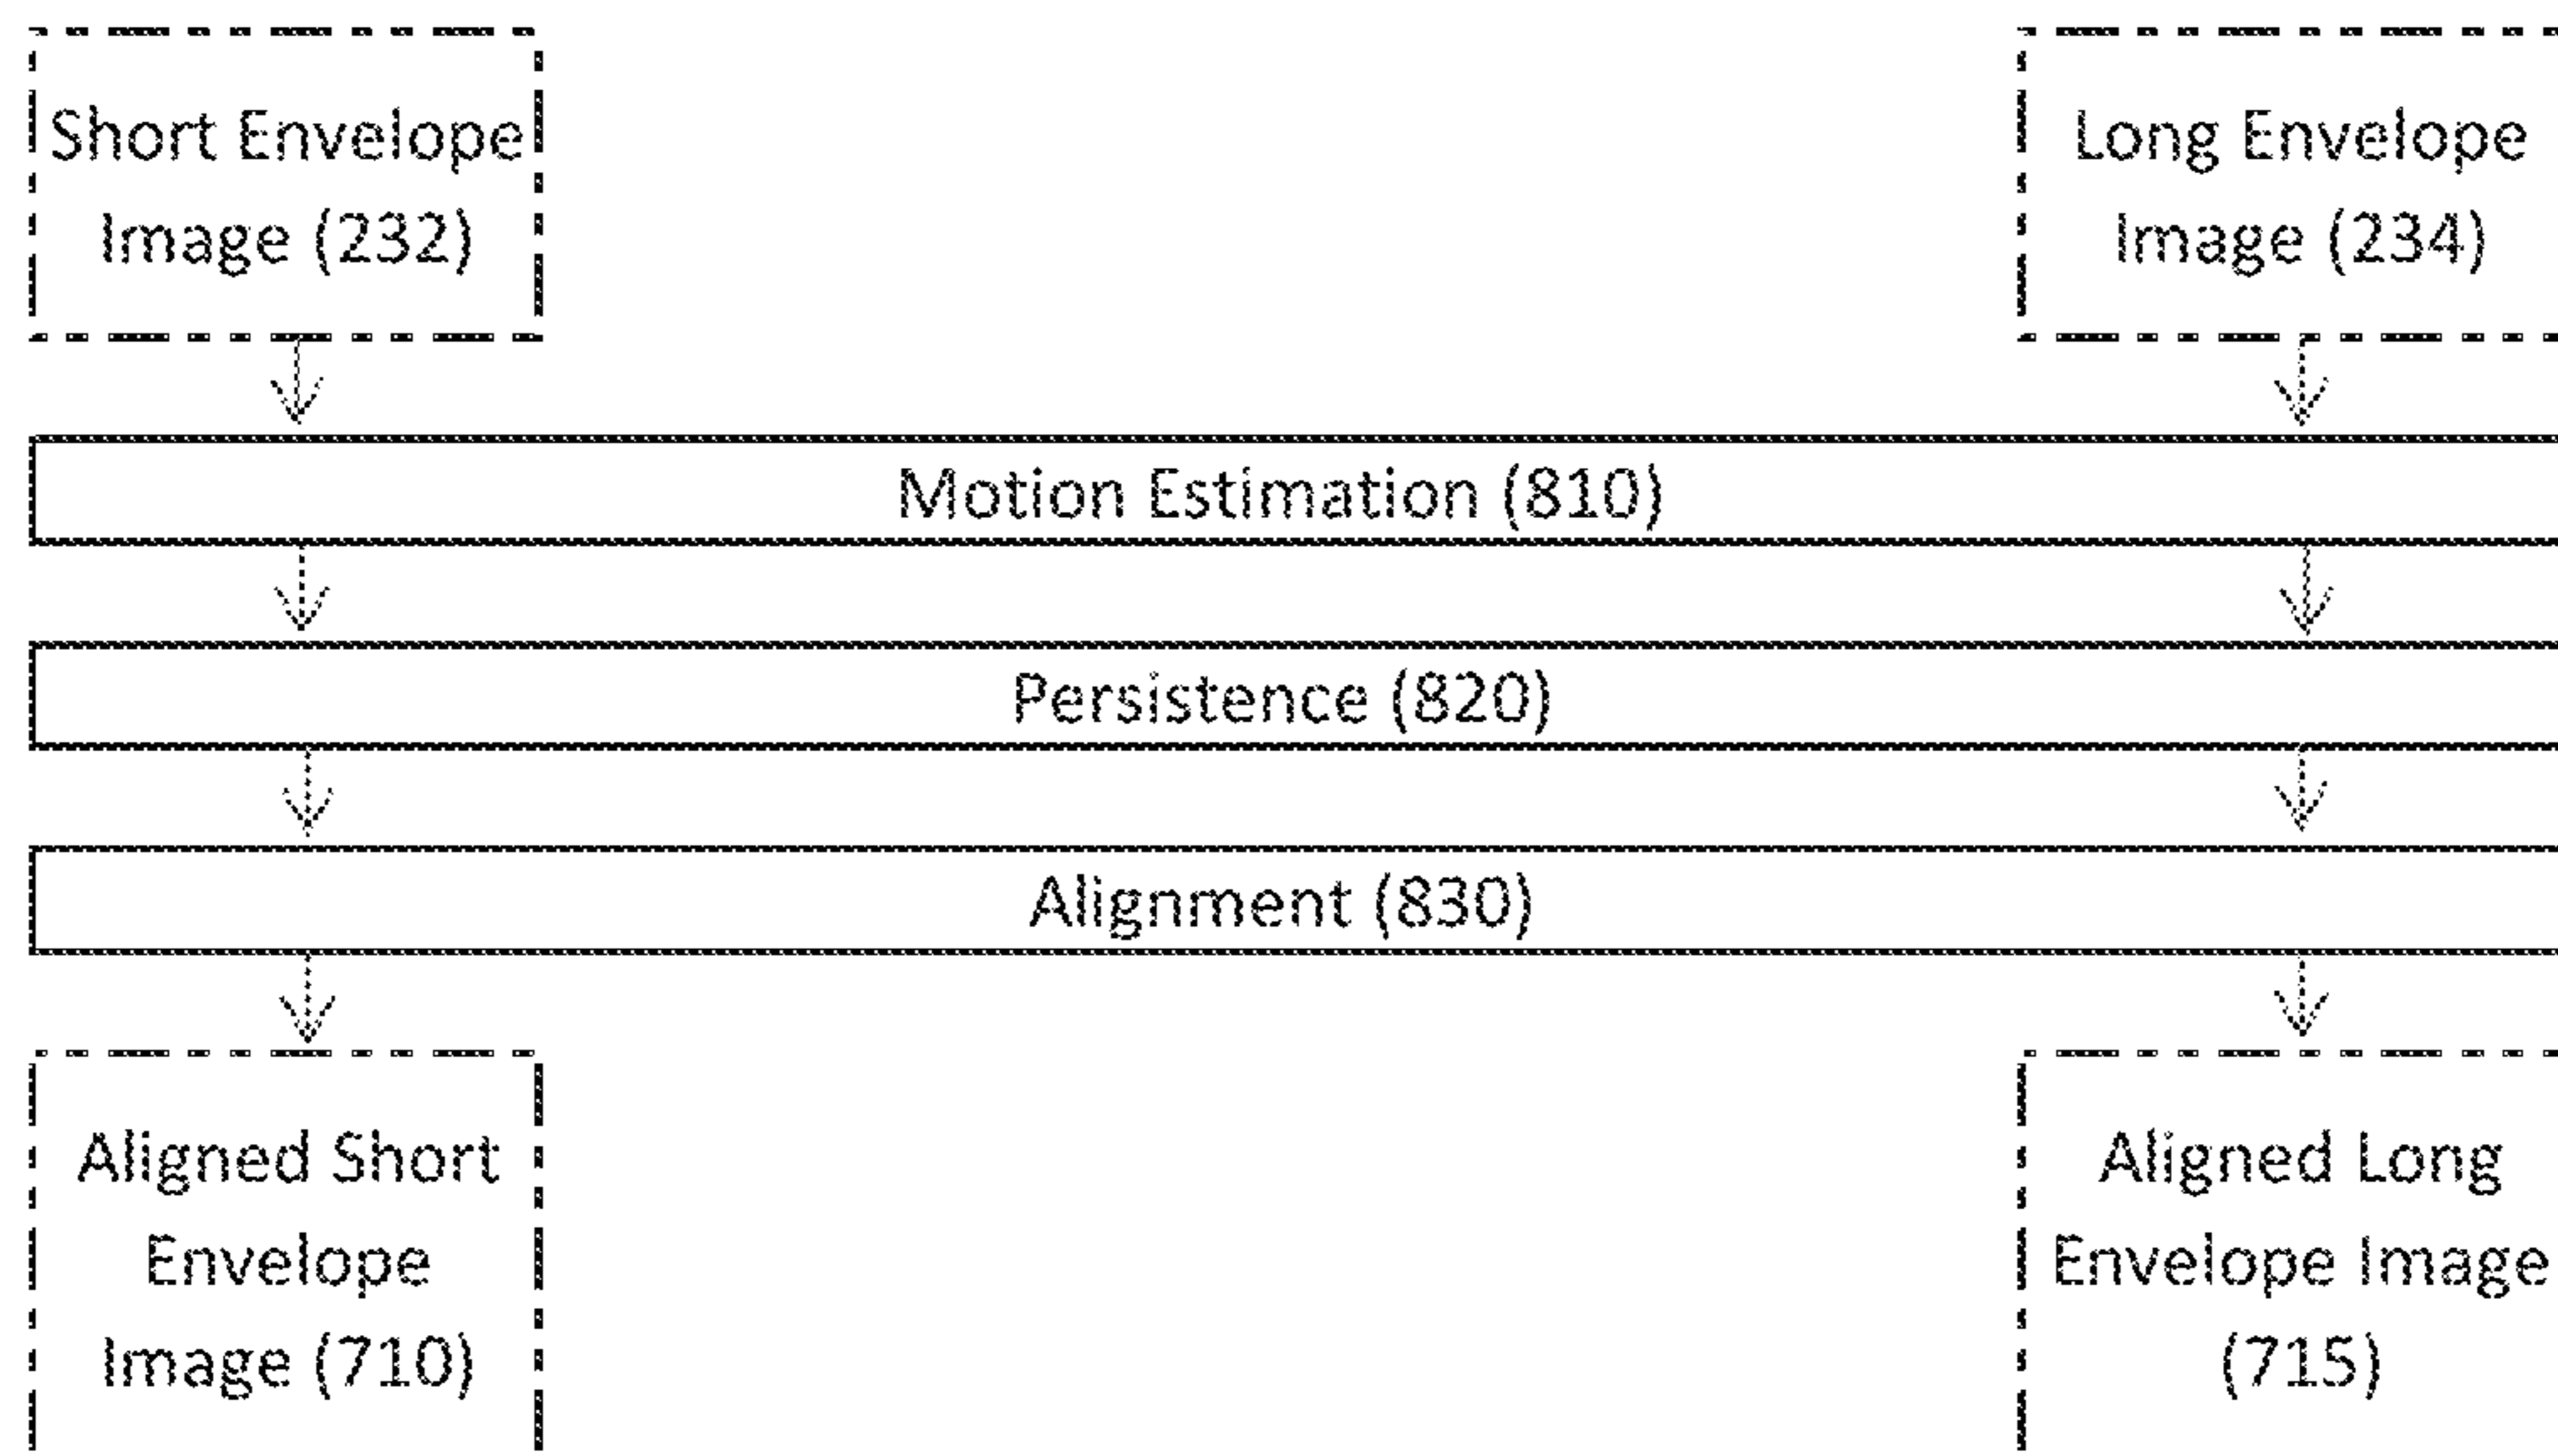 Short Envelope
Image (232)
Long Envelope
Image (234)
Motion Estimation (810)
Persistence (820)
Alignment (830)
Aligned Short
Envelope
Image (710)
Aligned Long
Envelope Image
(715)